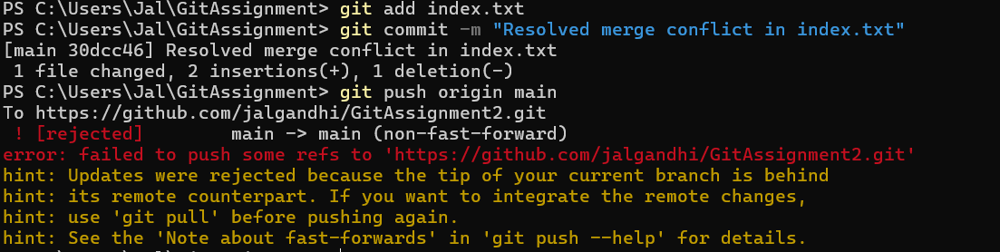 PS C:\Users\Jal\GitAssignment> git add index.txt
PS C:\Users\Jal\GitAssignment> git commit -m "Resolved merge conflict in index.txt"
[main 30dcc46] Resolved merge conflict in index.txt
 1 file changed, 2 insertions(+), 1 deletion(-)
PS C:\Users\Jal\GitAssignment> git push origin main
To https://github.com/jalgandhi/GitAssignment2.git
 ! [rejected]        main -> main (non-fast-forward)
error: failed to push some refs to 'https://github.com/jalgandhi/GitAssignment2.git'
hint: Updates were rejected because the tip of your current branch is behind
hint: its remote counterpart. If you want to integrate the remote changes,
hint: use 'git pull' before pushing again.
hint: See the 'Note about fast-forwards' in 'git push --help' for details.